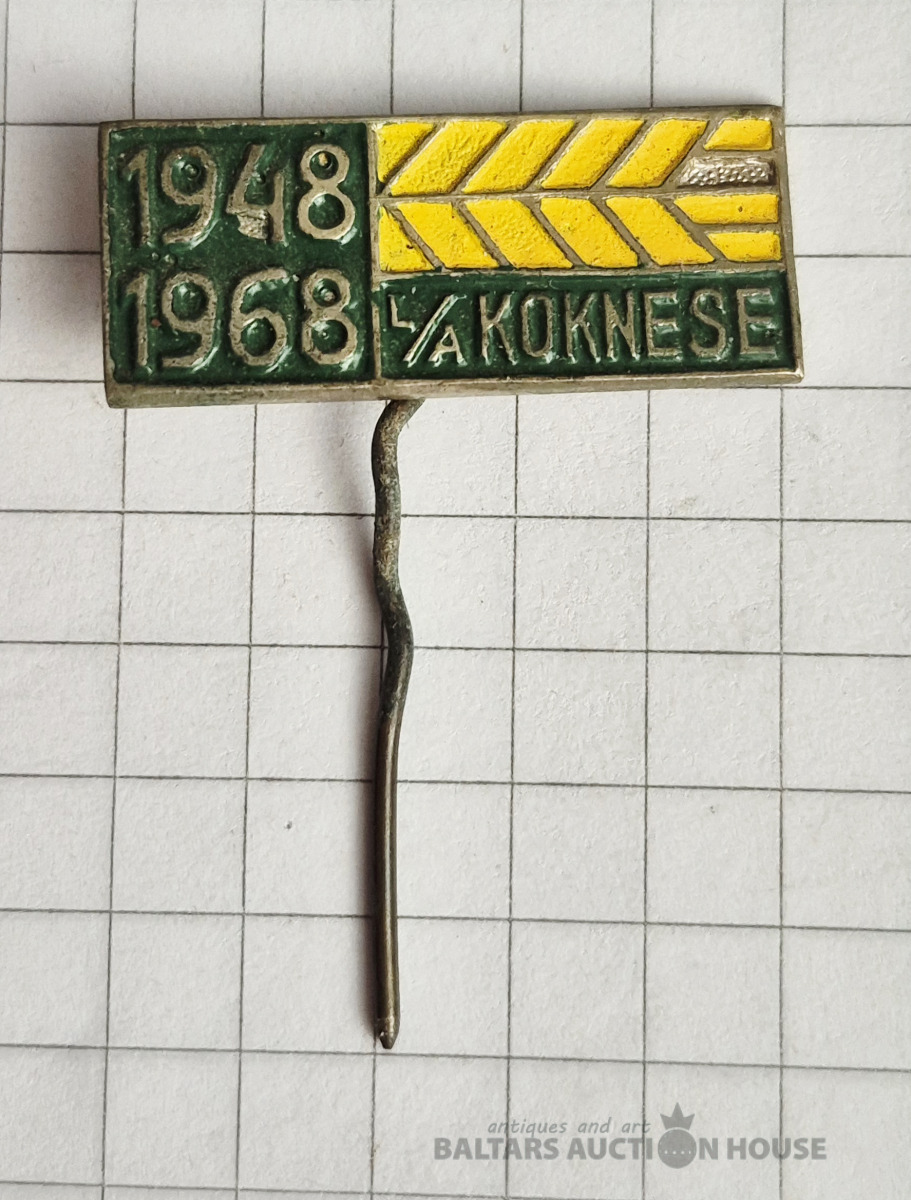 1948
1968
L/A KOKNESE
antiques and art
BALTARS AUCTION HOUSE